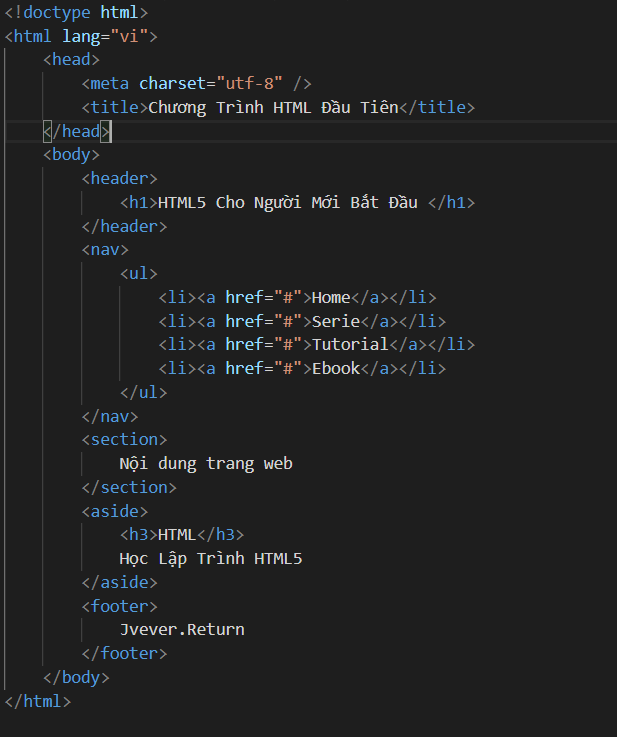 <!doctype html>
<html lang="vi">
    <head>
        <meta charset="utf-8" />
        <title>Chương Trình HTML Đầu Tiên</title>
    </head>
    <body>
        <header>
            <h1>HTML5 Cho Người Mới Bắt Đầu </h1>
        </header>
        <nav>
            <ul>
                <li><a href="#">Home</a></li>
                <li><a href="#">Serie</a></li>
                <li><a href="#">Tutorial</a></li>
                <li><a href="#">Ebook</a></li>
            </ul>
        </nav>
        <section>
            Nội dung trang web
        </section>
        <aside>
            <h3>HTML</h3>
            Học Lập Trình HTML5
        </aside>
        <footer>
            Jvever.Return
        </footer>
    </body>
</html>